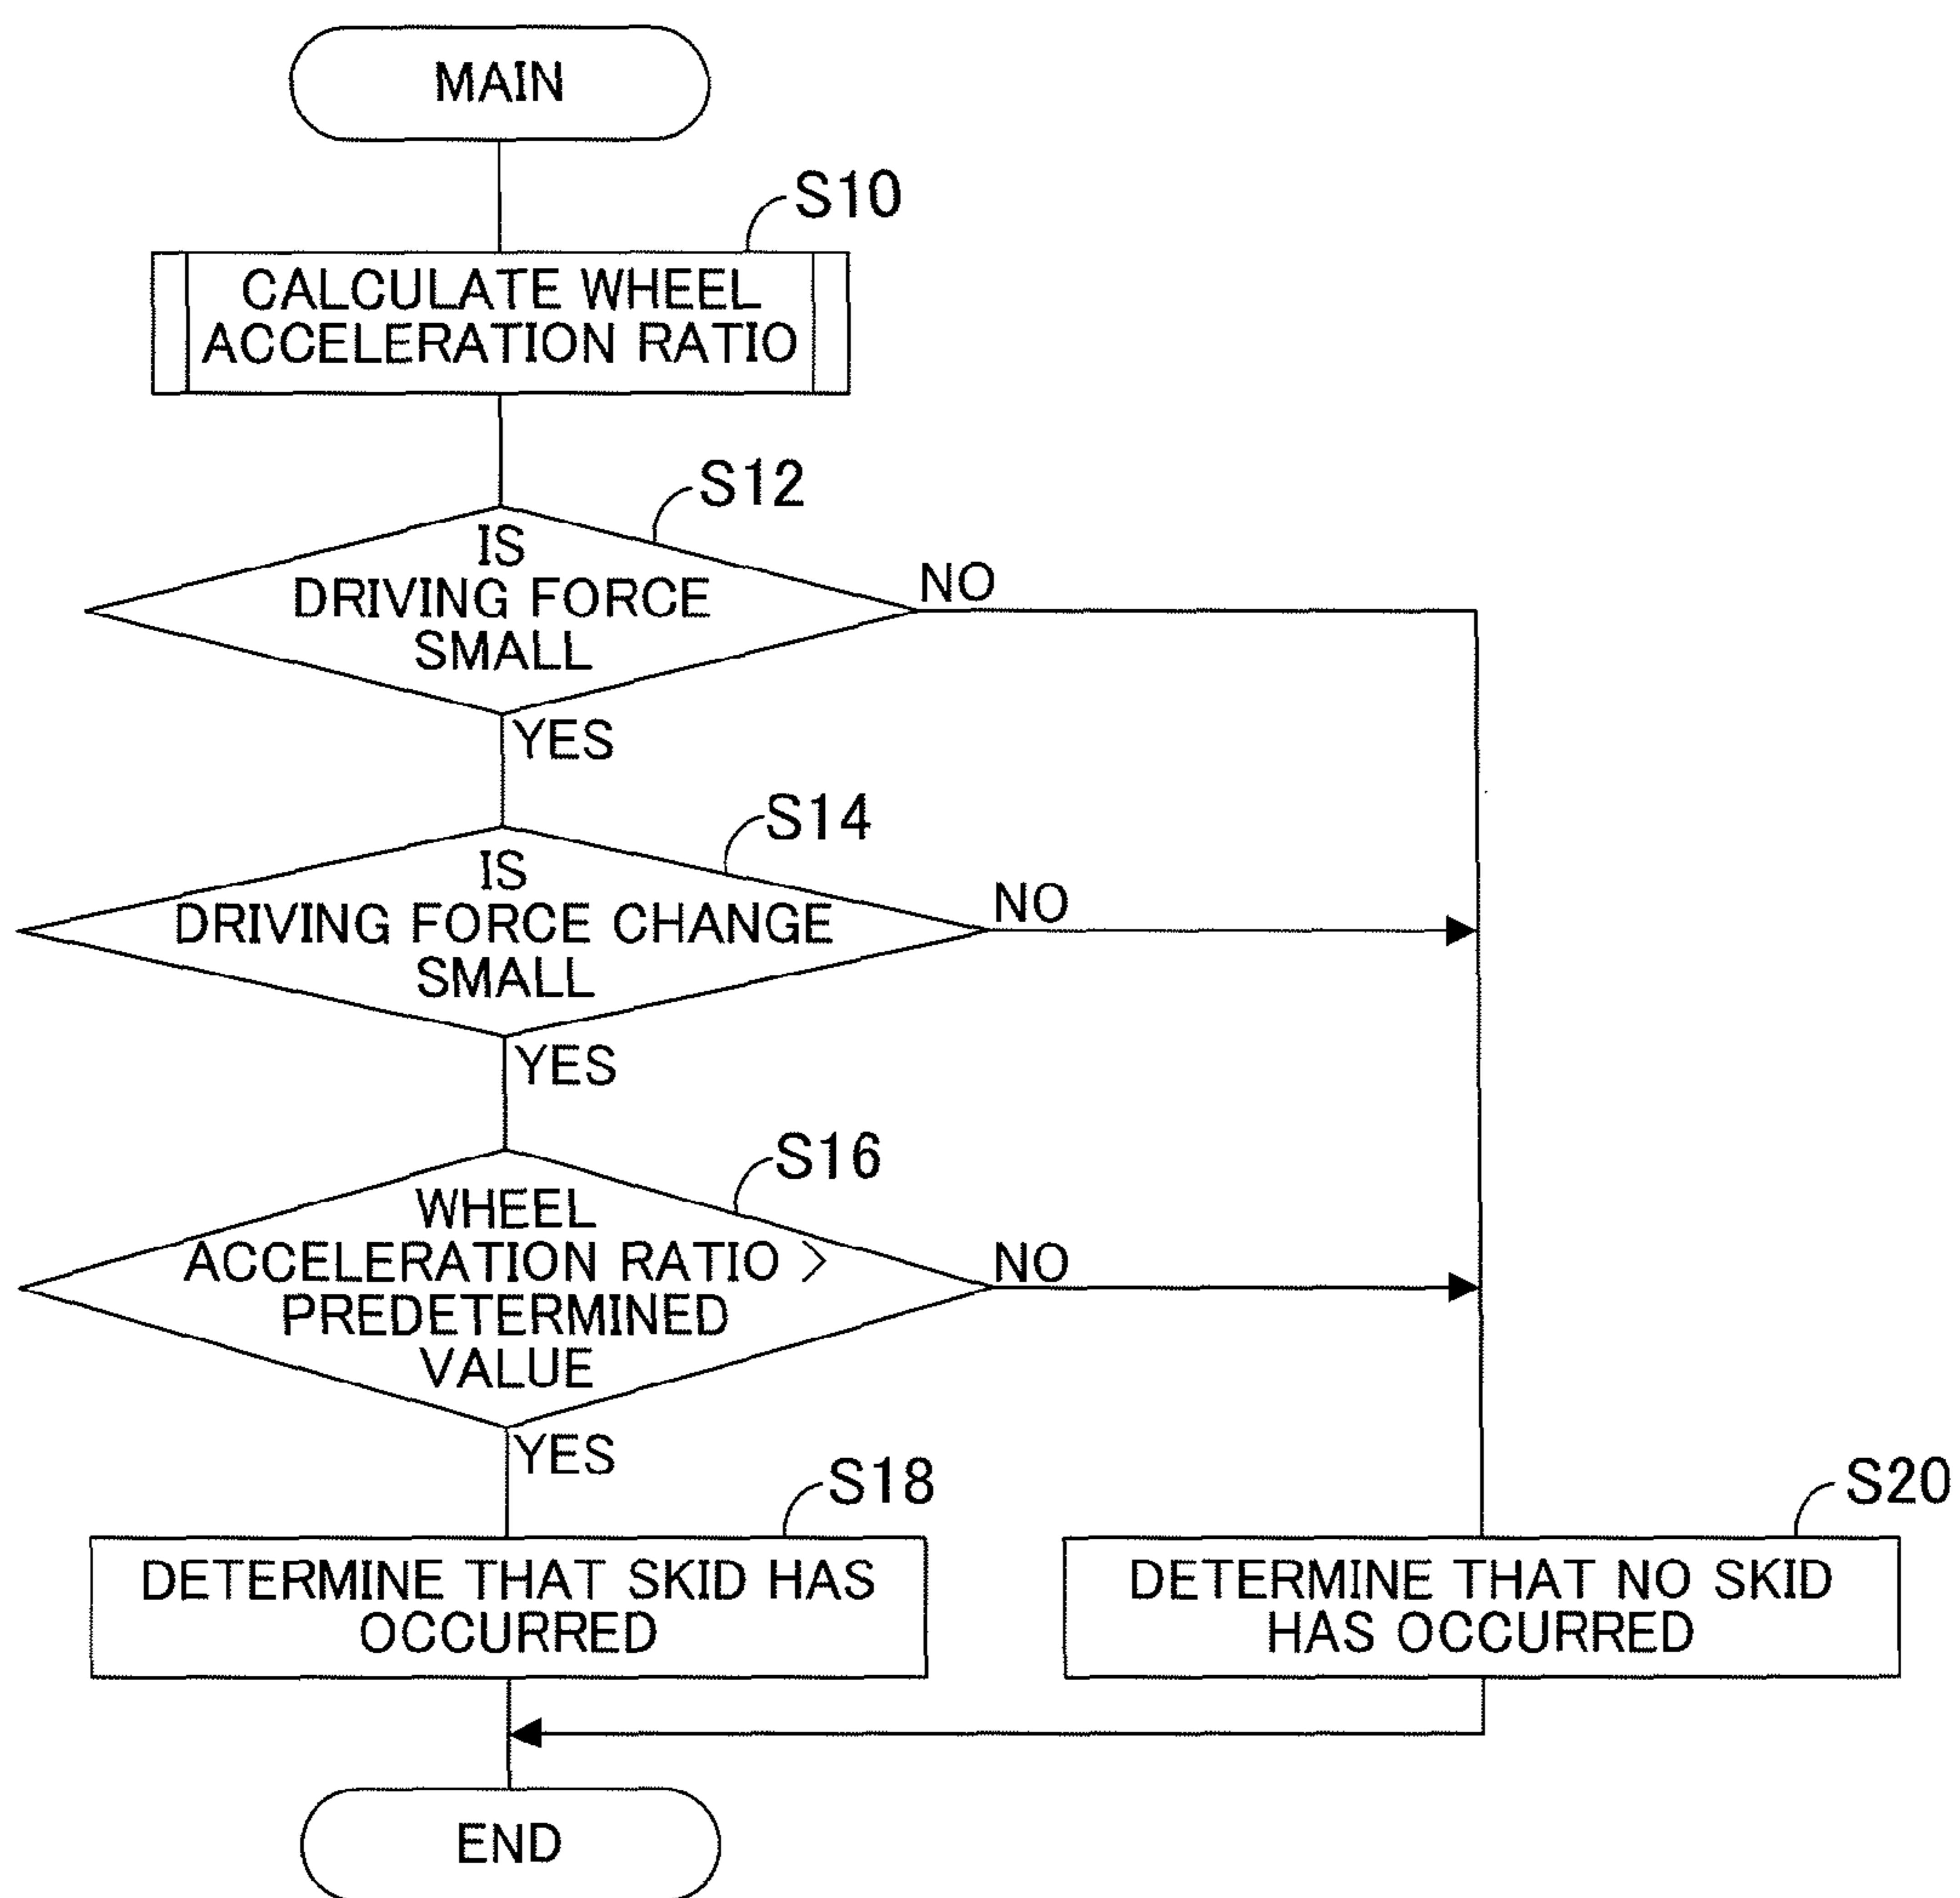 MAIN
S10
CALCULATE WHEEL
ACCELERATION RATIO
S12
IS
DRIVING FORCE
SMALL
NO
YES
S14
IS
DRIVING FORCE CHANGE
SMALL
NO
YES
S16
WHEEL
ACCELERATION RATIO >
PREDETERMINED
VALUE
NO
YES
S18
DETERMINE THAT SKID HAS
OCCURRED
S20
DETERMINE THAT NO SKID
HAS OCCURRED
END